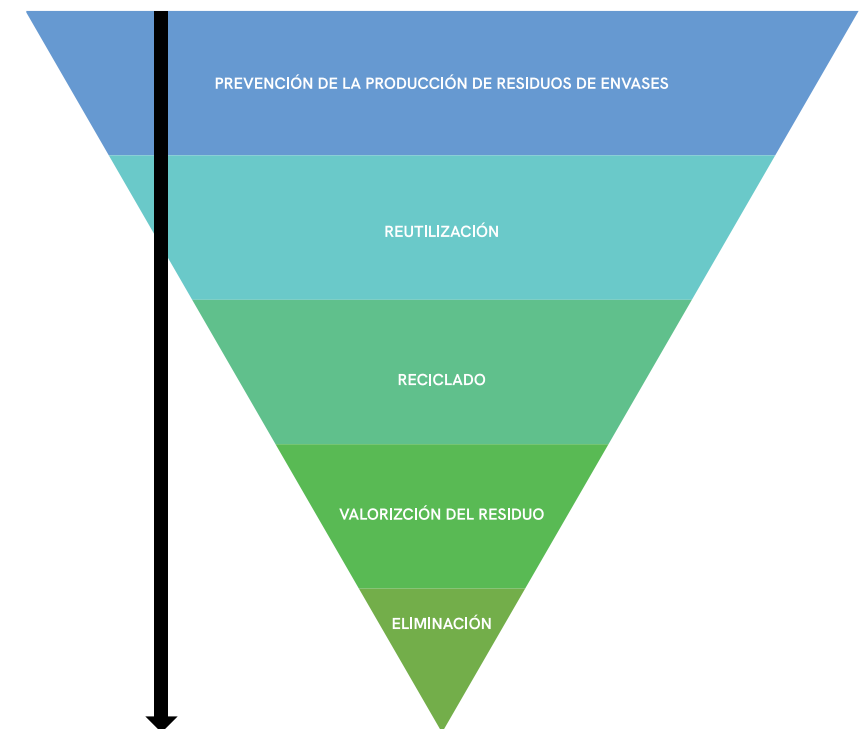 PREVENCIÓN DE LA PRODUCCIÓN DE RESIDUOS DE ENVASES
REUTILIZACIÓN
RECICLADO
VALORIZCIÓN DEL RESIDUO
ELIMINACIÓN